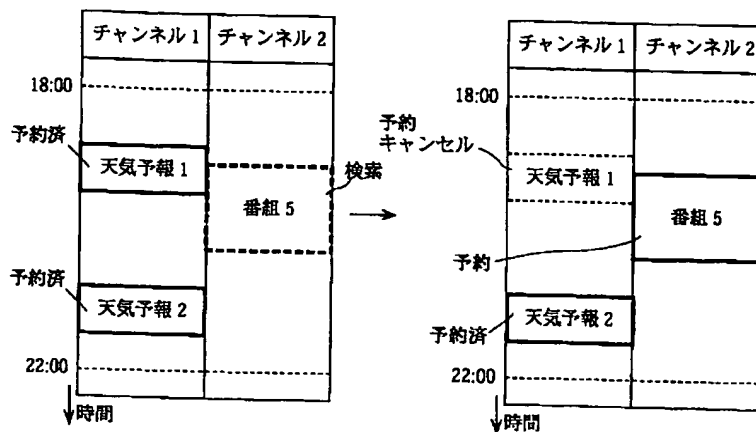 チャンネル1 チャンネル2
18:00
予約済
天気予報1
検索
番組5
予約済
天気予報2
22:00
時間
チャンネル1 チャンネル2
18:00
予約
キャンセル
天気予報1
番組5
予約
予約済
天気予報2
22:00
時間